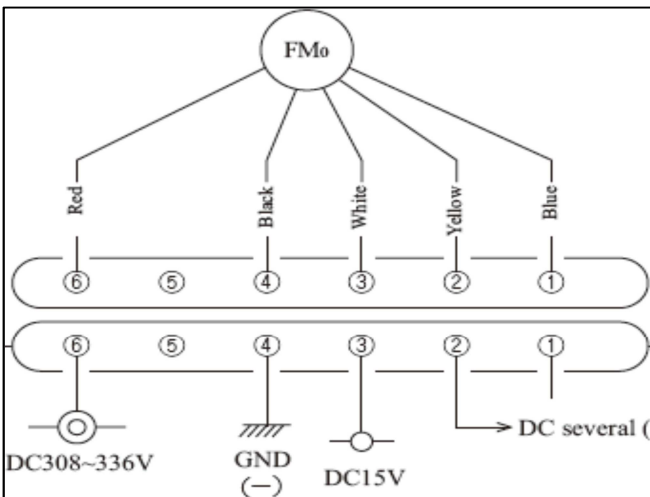 FMo
Red
Black
White
Yellow
Blue
⑥ ⑤ ④ ③ ② ①
⑥ ⑤ ④ ③ ② ①
DC308~336V
GND
(—)
DC15V
DC several (